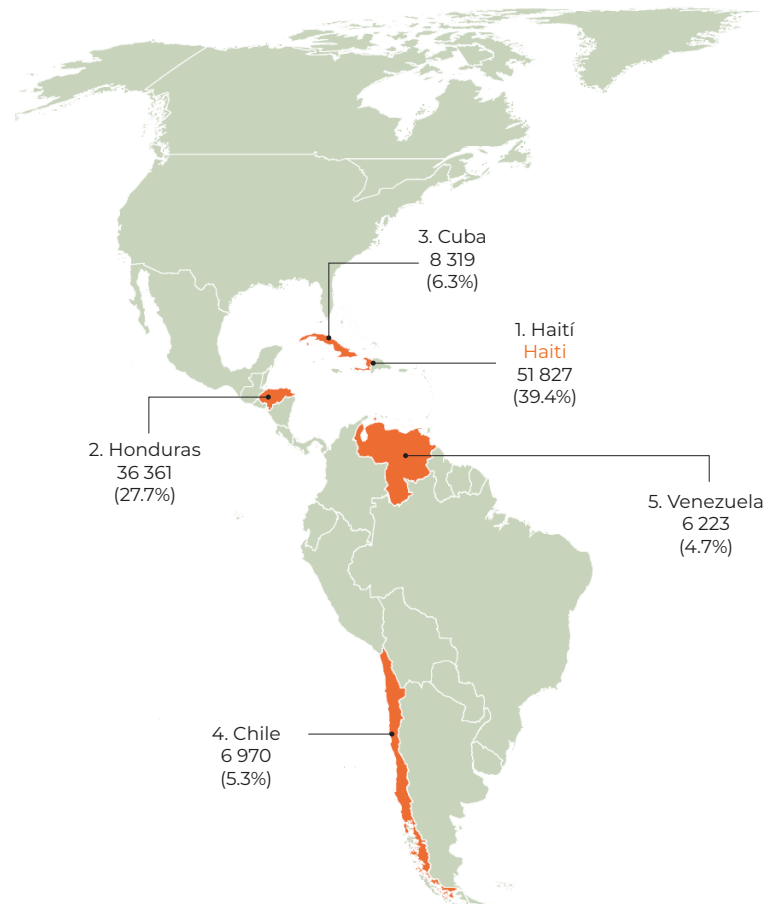 3. Cuba
8 319
(6.3%)
1. Haití
Haiti
51 827
(39.4%)
2. Honduras
36 361
(27.7%)
5. Venezuela
6 223
(4.7%)
4. Chile
6 970
(5.3%)